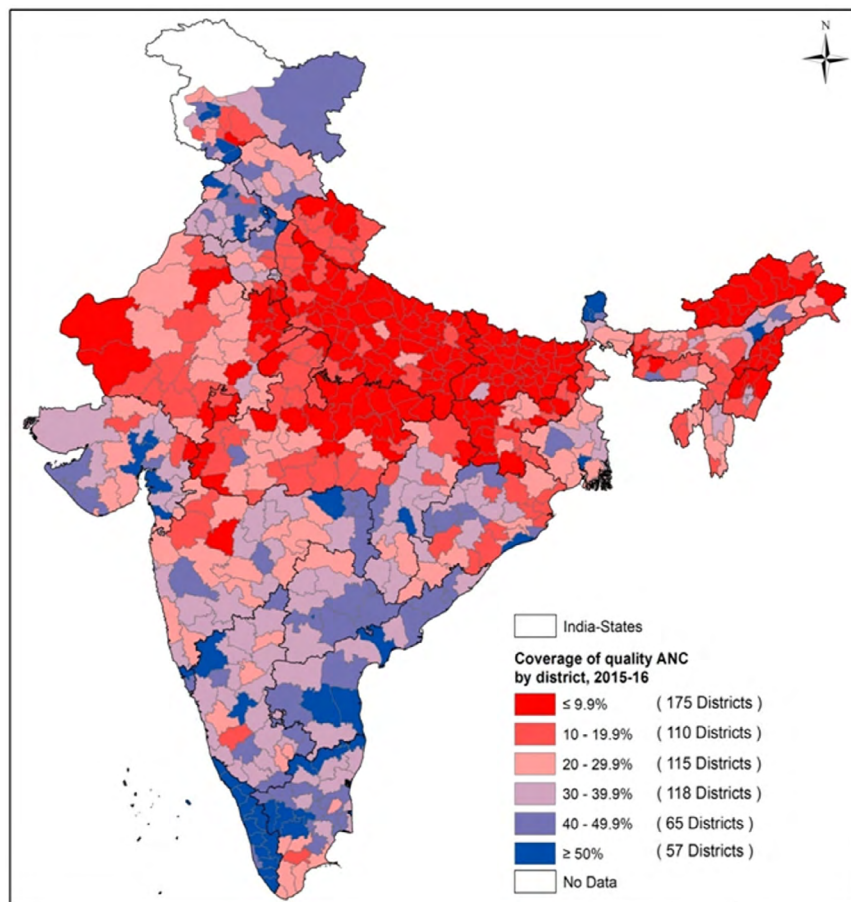 N
India-States
Coverage of quality ANC
by district, 2015-16
≤ 9.9% ( 175 Districts )
10 - 19.9% ( 110 Districts )
20 - 29.9% ( 115 Districts )
30 - 39.9% ( 118 Districts )
40 - 49.9% ( 65 Districts )
≥ 50% ( 57 Districts )
No Data